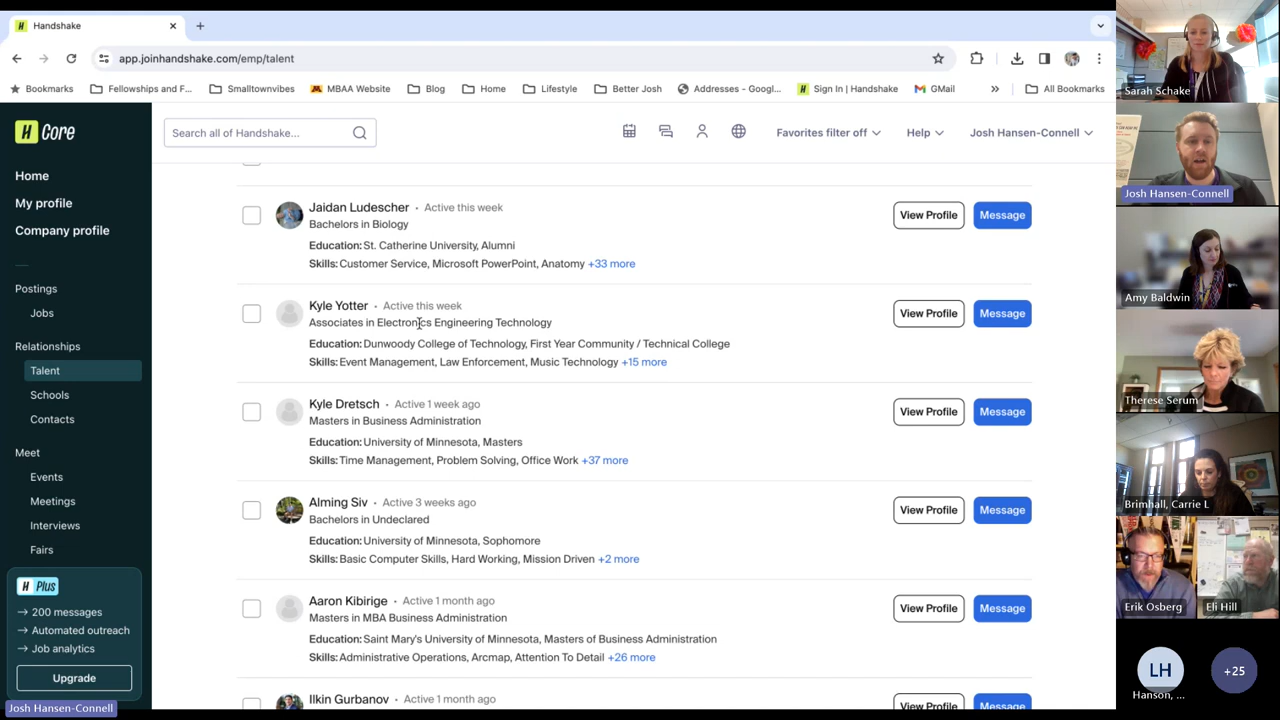 Handshake
app.joinhandshake.com/emp/talent
Bookmarks
Fellowships and F...
Smalltownvibes
MBAA Website
Blog
Home
Lifestyle
Better Josh
Addresses - Googl...
Sign In | Handshake
GMail
»
All Bookmarks
H Core
Search all of Handshake...
Favorites filter off
Help
Josh Hansen-Connell
Home
My profile
Company profile
Postings
Jobs
Relationships
Talent
Schools
Contacts
Meet
Events
Meetings
Interviews
Fairs
H Plus
→ 200 messages
→ Automated outreach
→ Job analytics
Upgrade
Josh Hansen-Connell
Jaidan Ludescher • Active this week
Bachelors in Biology
Education: St. Catherine University, Alumni
Skills: Customer Service, Microsoft PowerPoint, Anatomy +33 more
View Profile
Message
Kyle Yotter • Active this week
Associates in Electronics Engineering Technology
Education: Dunwoody College of Technology, First Year Community / Technical College
Skills: Event Management, Law Enforcement, Music Technology +15 more
View Profile
Message
Kyle Dretsch • Active 1 week ago
Masters in Business Administration
Education: University of Minnesota, Masters
Skills: Time Management, Problem Solving, Office Work +37 more
View Profile
Message
Alming Siv • Active 3 weeks ago
Bachelors in Undeclared
Education: University of Minnesota, Sophomore
Skills: Basic Computer Skills, Hard Working, Mission Driven +2 more
View Profile
Message
Aaron Kibirige • Active 1 month ago
Masters in MBA Business Administration
Education: Saint Mary's University of Minnesota, Masters of Business Administration
Skills: Administrative Operations, Arcmap, Attention To Detail +26 more
View Profile
Message
Ilkin Gurbanov • Active 1 month ago
View Profile
Message
Sarah Schake
Josh Hansen-Connell
Amy Baldwin
Therese Serum
Brimhall, Carrie L
Erik Osberg
Eli Hill
LH
Hanson, ...
+25